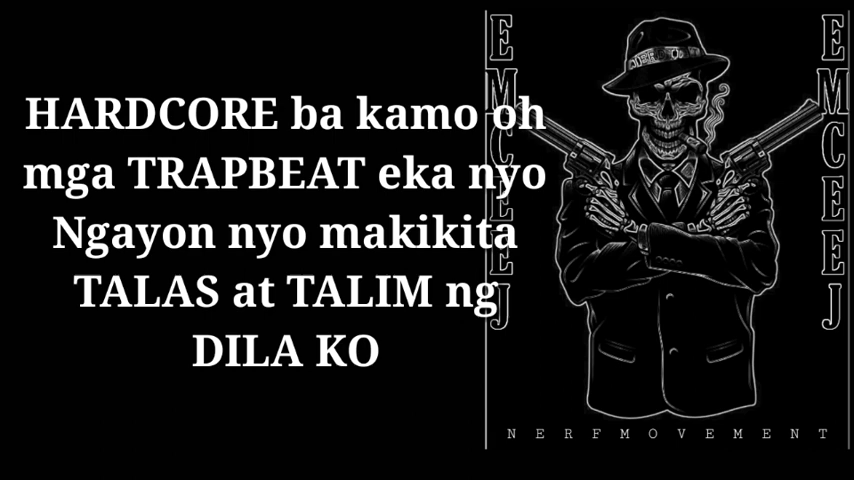 HARDCORE ba kamo oh
mga TRAPBEAT eka nyo
Ngayon nyo makikita
TALAS at TALIM ng
DILA KO
EMCEEJ
EMCEEJ
NERFMOVEMENT